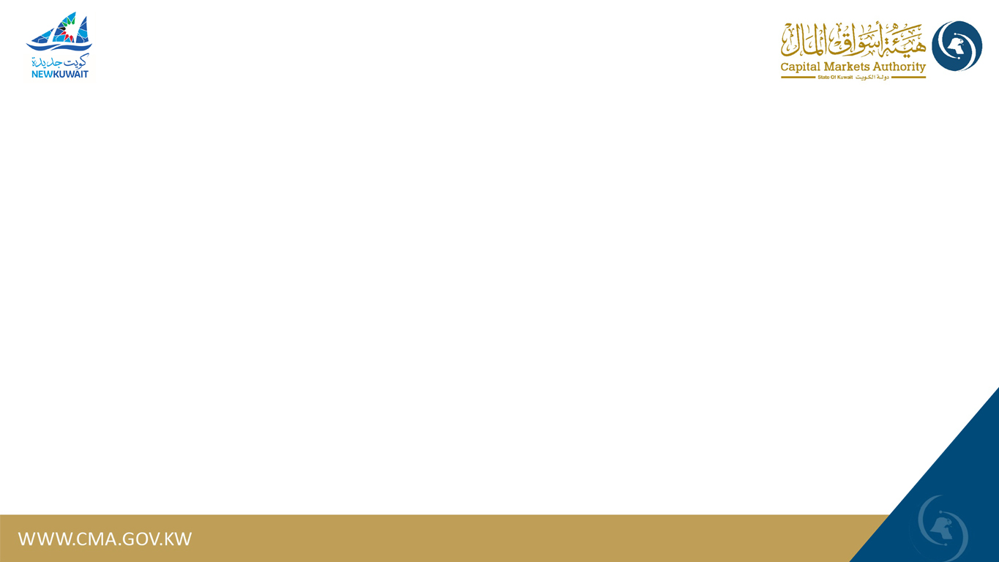 كويت جديدة
NEWKUWAIT
هيئة أسواق المال
Capital Markets Authority
State Of Kuwait دولة الكويت
WWW.CMA.GOV.KW